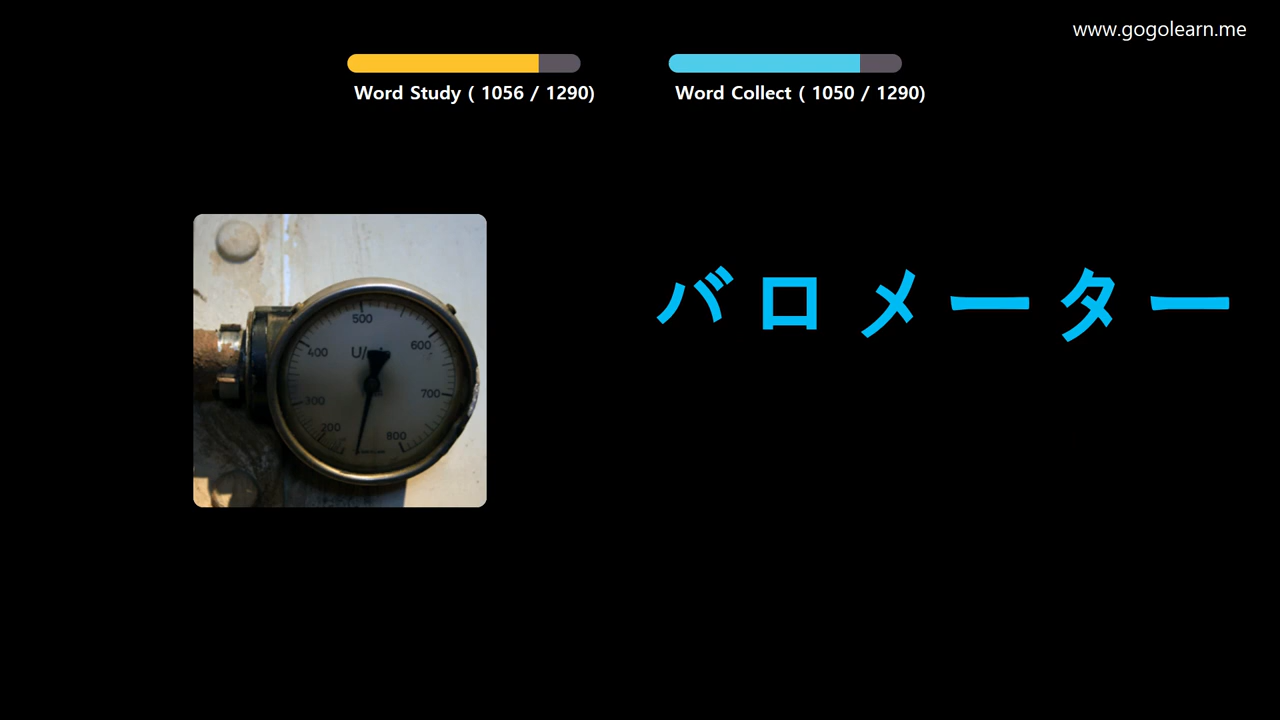 www.gogolearn.me
Word Study ( 1056 / 1290)
Word Collect ( 1050 / 1290)
バロメーター
500
400
600
300
700
200
800